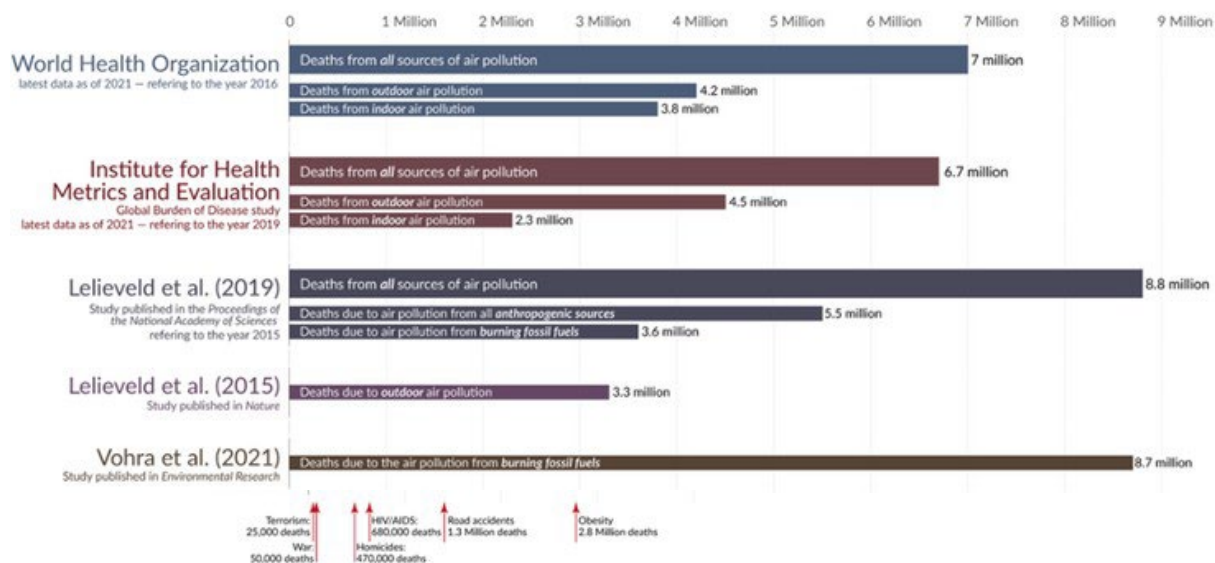 0 1 Million 2 Million 3 Million 4 Million 5 Million 6 Million 7 Million 8 Million 9 Million
World Health Organization
latest data as of 2021 — refering to the year 2016
Deaths from all sources of air pollution 7 million
Deaths from outdoor air pollution 4.2 million
Deaths from indoor air pollution 3.8 million
Institute for Health
Metrics and Evaluation
Global Burden of Disease study
latest data as of 2021 — refering to the year 2019
Deaths from all sources of air pollution 6.7 million
Deaths from outdoor air pollution 4.5 million
Deaths from indoor air pollution 2.3 million
Lelieveld et al. (2019)
Study published in the Proceedings of
the National Academy of Sciences
refering to the year 2015
Deaths from all sources of air pollution 8.8 million
Deaths due to air pollution from all anthropogenic sources 5.5 million
Deaths due to air pollution from burning fossil fuels 3.6 million
Lelieveld et al. (2015)
Study published in Nature
Deaths due to outdoor air pollution 3.3 million
Vohra et al. (2021)
Study published in Environmental Research
Deaths due to the air pollution from burning fossil fuels 8.7 million
Terrorism:
25,000 deaths
War:
50,000 deaths
Homicides:
470,000 deaths
HIV/AIDS:
680,000 deaths
Road accidents
1.3 Million deaths
Obesity
2.8 Million deaths